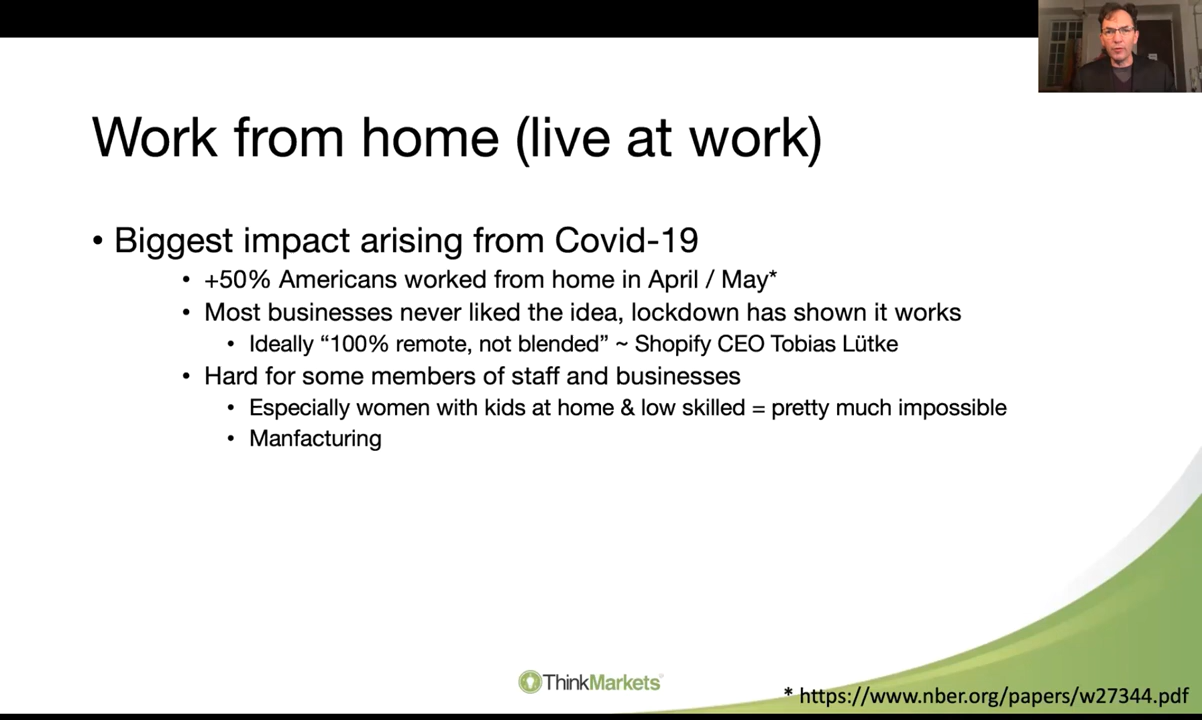 Work from home (live at work)
• Biggest impact arising from Covid-19
• +50% Americans worked from home in April / May*
• Most businesses never liked the idea, lockdown has shown it works
• Ideally “100% remote, not blended” ~ Shopify CEO Tobias Lütke
• Hard for some members of staff and businesses
• Especially women with kids at home & low skilled = pretty much impossible
• Manfacturing
ThinkMarkets
* https://www.nber.org/papers/w27344.pdf